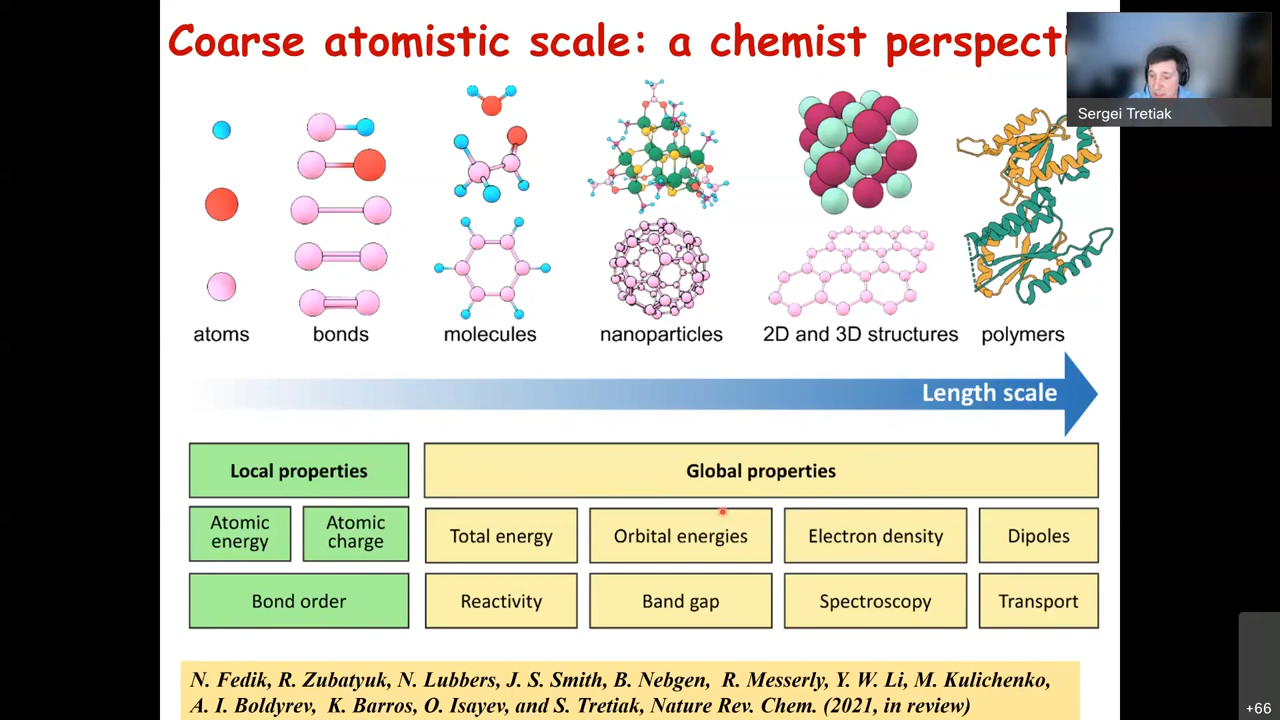 Coarse atomistic scale: a chemist perspecti
Sergei Tretiak
atoms
bonds
molecules
nanoparticles
2D and 3D structures
polymers
Length scale
Local properties
Global properties
Atomic
energy
Atomic
charge
Total energy
Orbital energies
Electron density
Dipoles
Bond order
Reactivity
Band gap
Spectroscopy
Transport
N. Fedik, R. Zubatyuk, N. Lubbers, J. S. Smith, B. Nebgen, R. Messerly, Y. W. Li, M. Kulichenko,
A. I. Boldyrev, K. Barros, O. Isayev, and S. Tretiak, Nature Rev. Chem. (2021, in review)
+66